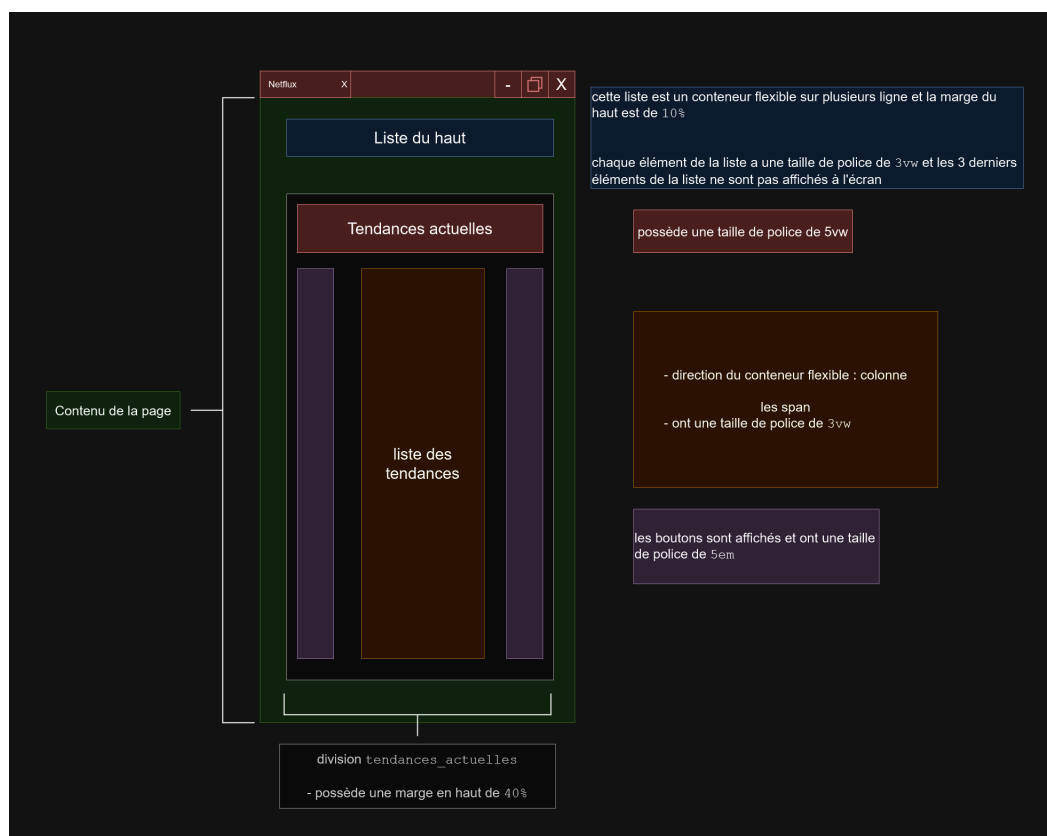 Netflux
X
-
X
cette liste est un conteneur flexible sur plusieurs ligne et la marge du
haut est de 10%
chaque élément de la liste a une taille de police de 3vw et les 3 derniers
éléments de la liste ne sont pas affichés à l'écran
Liste du haut
Tendances actuelles
possède une taille de police de 5vw
- direction du conteneur flexible : colonne
les span
- ont une taille de police de 3vw
Contenu de la page
liste des
tendances
les boutons sont affichés et ont une taille
de police de 5em
division tendances_actuelles
- possède une marge en haut de 40%